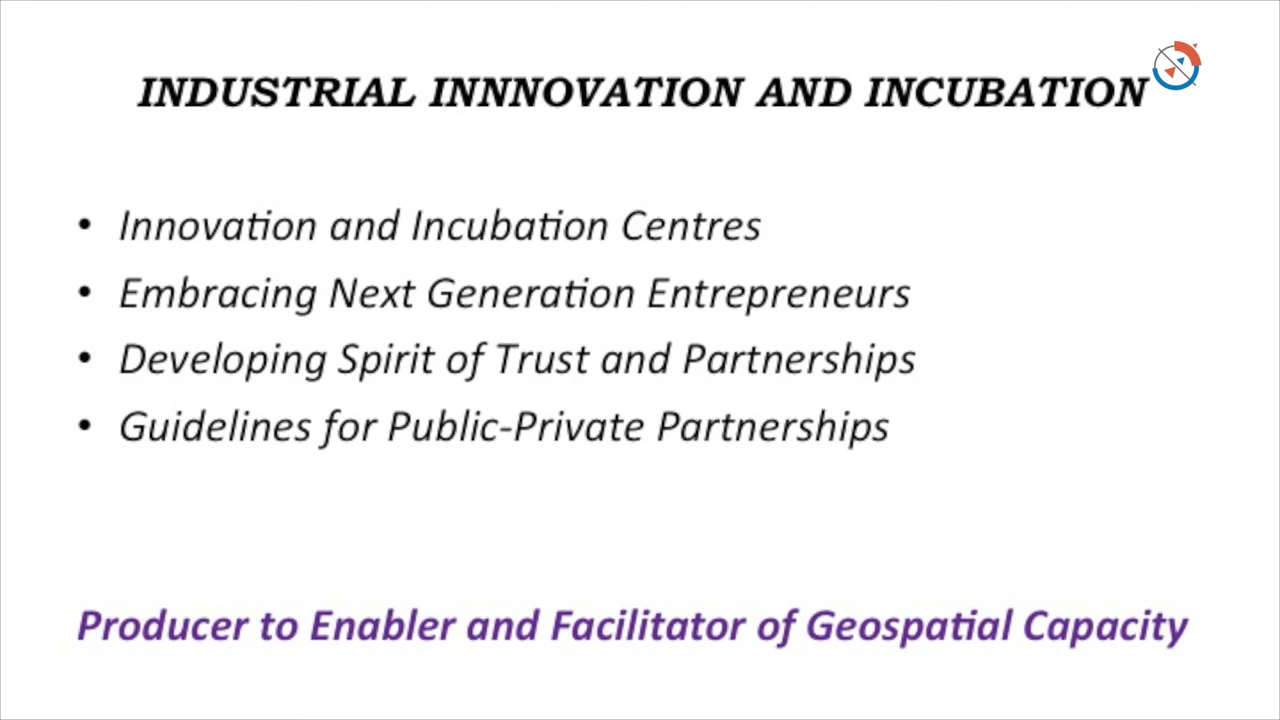 INDUSTRIAL INNNOVATION AND INCUBATION
• Innovation and Incubation Centres
• Embracing Next Generation Entrepreneurs
• Developing Spirit of Trust and Partnerships
• Guidelines for Public-Private Partnerships
Producer to Enabler and Facilitator of Geospatial Capacity